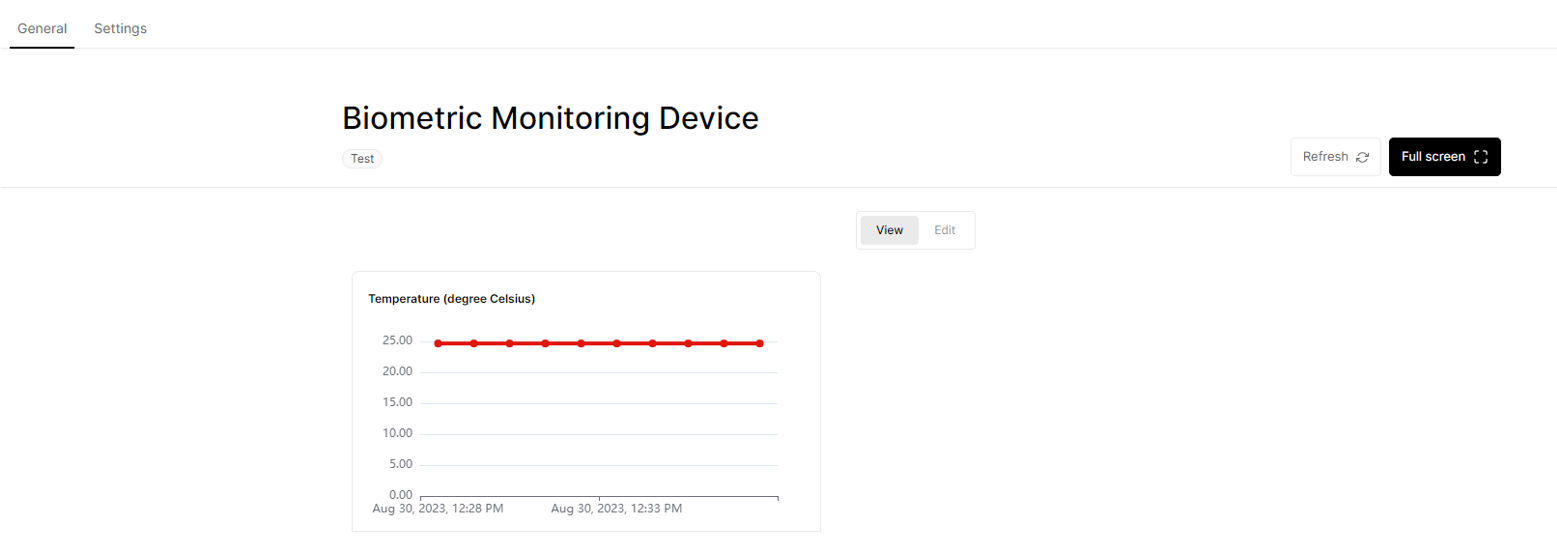 General Settings
Biometric Monitoring Device
Test
Refresh Full screen
View Edit
Temperature (degree Celsius)
25.00
20.00
15.00
10.00
5.00
0.00
Aug 30, 2023, 12:28 PM Aug 30, 2023, 12:33 PM